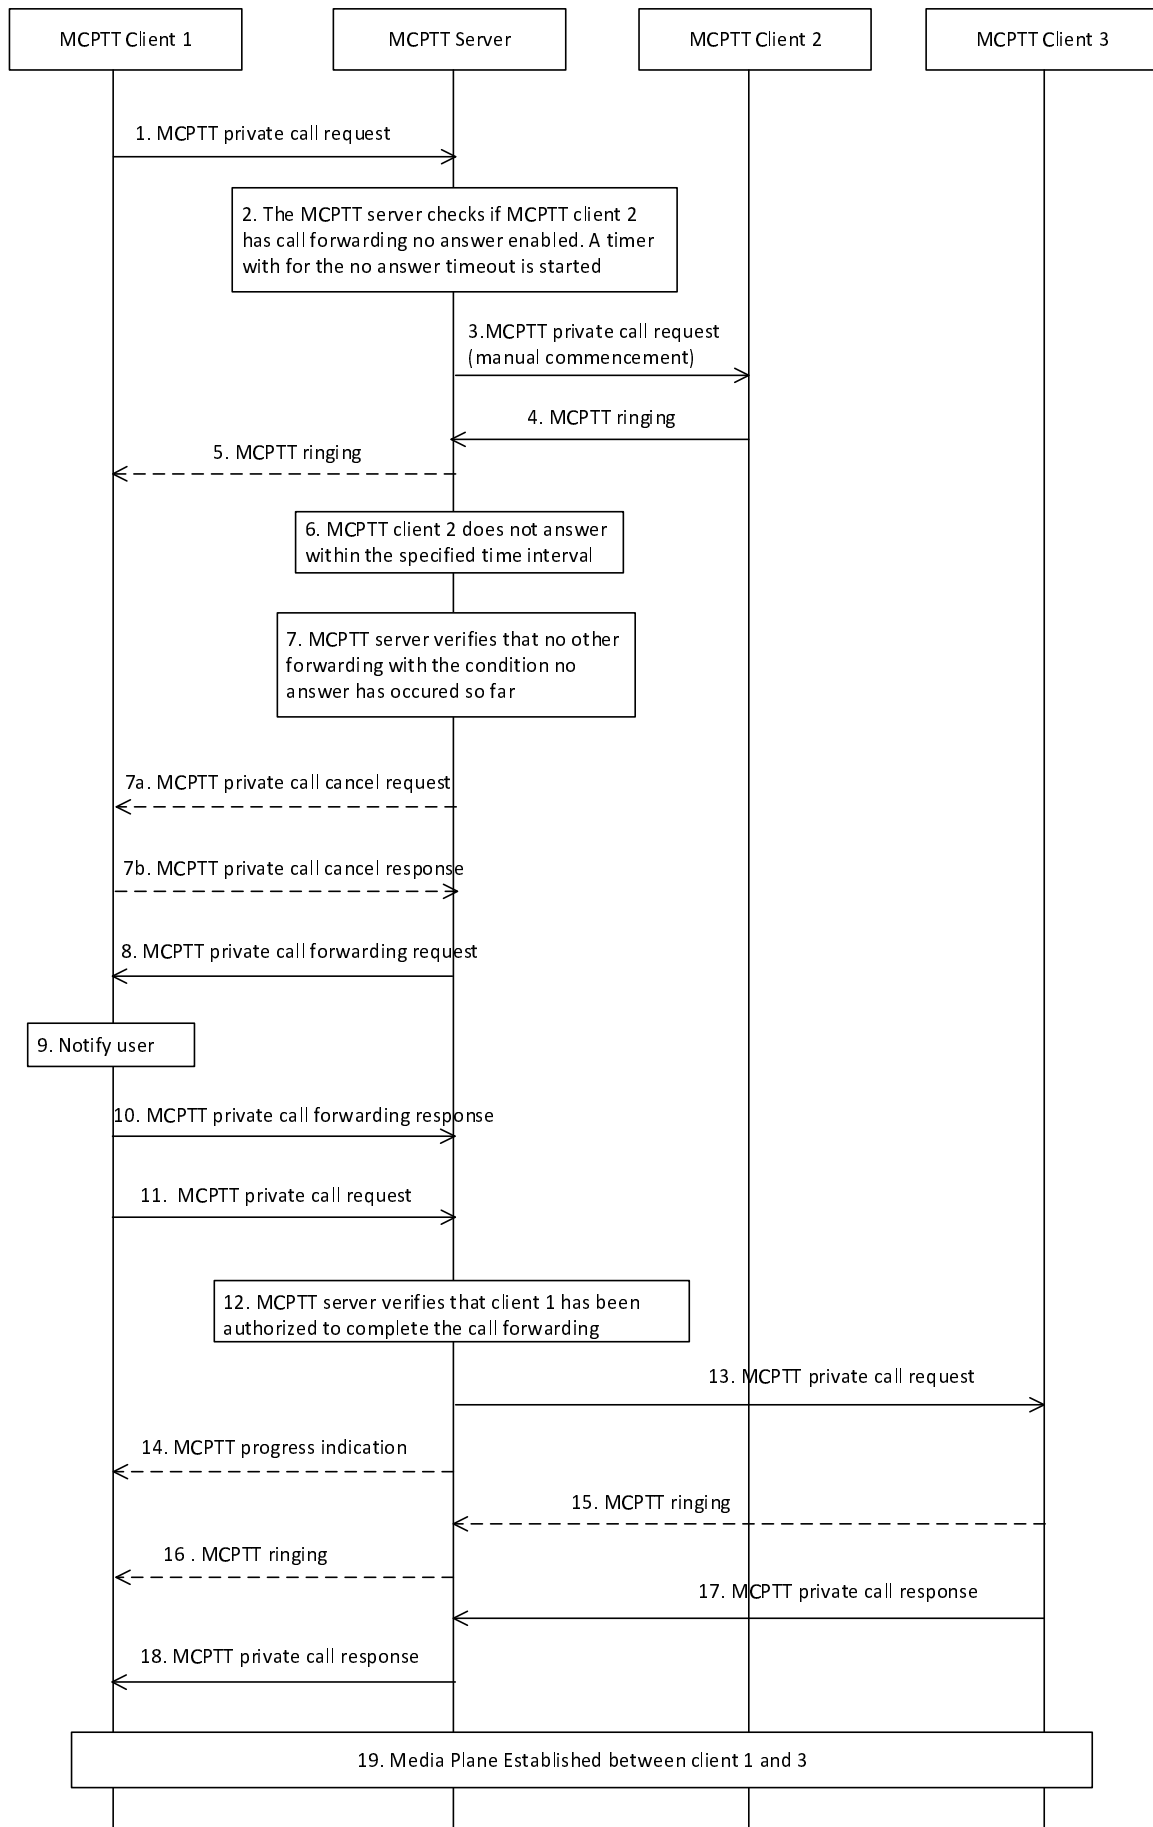 MCPTT Client 1
MCPTT Server
MCPTT Client 2
MCPTT Client 3
1. MCPTT private call request
2. The MCPTT server checks if MCPTT client 2
has call forwarding no answer enabled. A timer
with for the no answer timeout is started
3.MCPTT private call request
(manual commencement)
4. MCPTT ringing
5. MCPTT ringing
6. MCPTT client 2 does not answer
within the specified time interval
7. MCPTT server verifies that no other
forwarding with the condition no
answer has occured so far
7a. MCPTT private call cancel request
7b. MCPTT private call cancel response
8. MCPTT private call forwarding request
9. Notify user
10. MCPTT private call forwarding response
11. MCPTT private call request
12. MCPTT server verifies that client 1 has been
authorized to complete the call forwarding
13. MCPTT private call request
14. MCPTT progress indication
15. MCPTT ringing
16 . MCPTT ringing
17. MCPTT private call response
18. MCPTT private call response
19. Media Plane Established between client 1 and 3